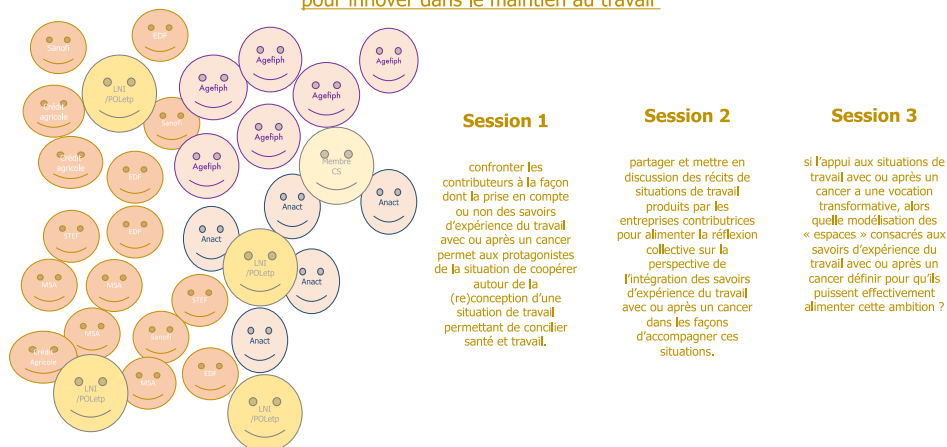 pour innover dans le maintien au travail
EDF
Sanofi
Agefiph
Agefiph
Agefiph
Agefiph
LNI
/POLetp
Crédit
agricole
Sanofi
Agefiph
Agefiph
Crédit
agricole
EDF
Membre
CS
Anact
Anact
STEF
EDF
Anact
LNI
/POLetp
Anact
MSA
MSA
STEF
MSA
Sanofi
Anact
Crédit
Agricole
MSA
EDF
LNI
/POLetp
LNI
/POLetp
Session 1
confronter les
contributeurs à la façon
dont la prise en compte
ou non des savoirs
d'expérience du travail
avec ou après un cancer
permet aux protagonistes
de la situation de coopérer
autour de la
(re)conception d'une
situation de travail
permettant de concilier
santé et travail.
Session 2
partager et mettre en
discussion des récits de
situations de travail
produits par les
entreprises contributrices
pour alimenter la réflexion
collective sur la
perspective de
l'intégration des savoirs
d'expérience du travail
avec ou après un cancer
dans les façons
d'accompagner ces
situations.
Session 3
si l'appui aux situations de
travail avec ou après un
cancer a une vocation
transformative, alors
quelle modélisation des
« espaces » consacrés aux
savoirs d'expérience du
travail avec ou après un
cancer définir pour qu'ils
puissent effectivement
alimenter cette ambition ?